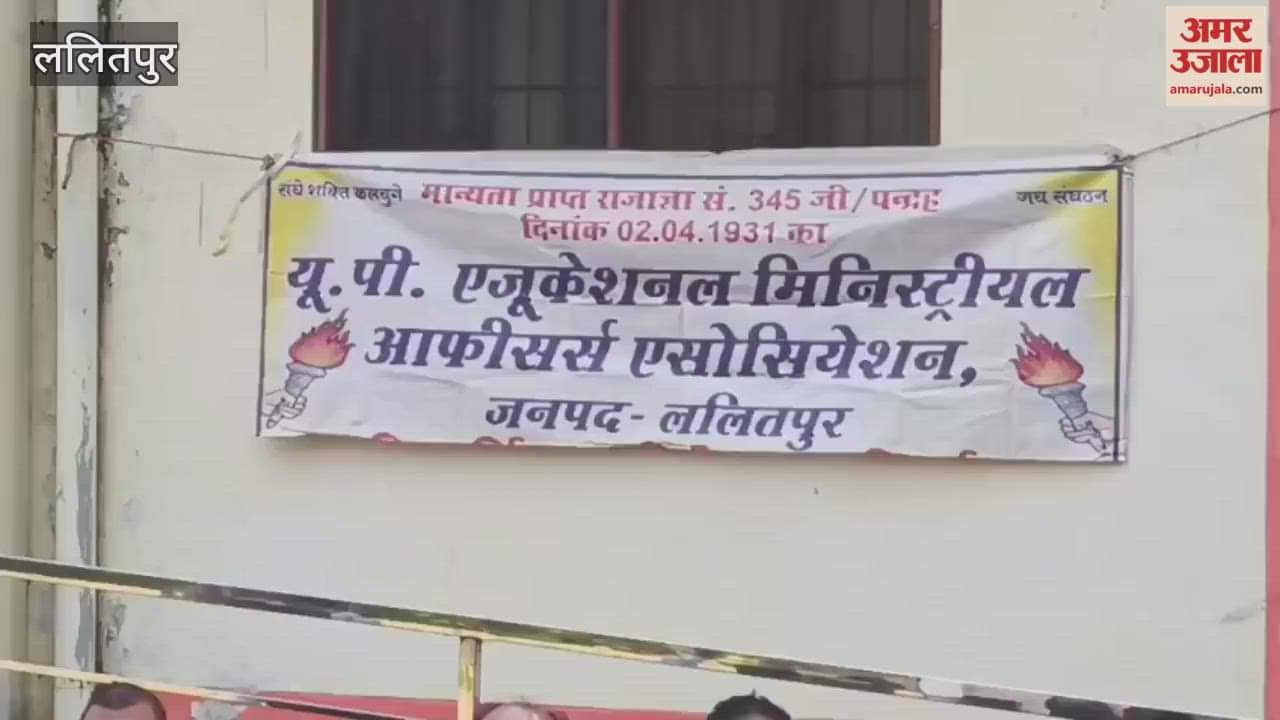 ललितपुर
अमर
उजाला
amarujala.com
संघे शक्ति कलयुगे
मान्यता प्राप्त राजाज्ञा सं. 345 जी/पन्द्रह
जय संघठन
दिनांक 02.04.1931 का
यू.पी. एजूकेशनल मिनिस्ट्रीयल
आफीसर्स एसोसियेशन,
जनपद- ललितपुर